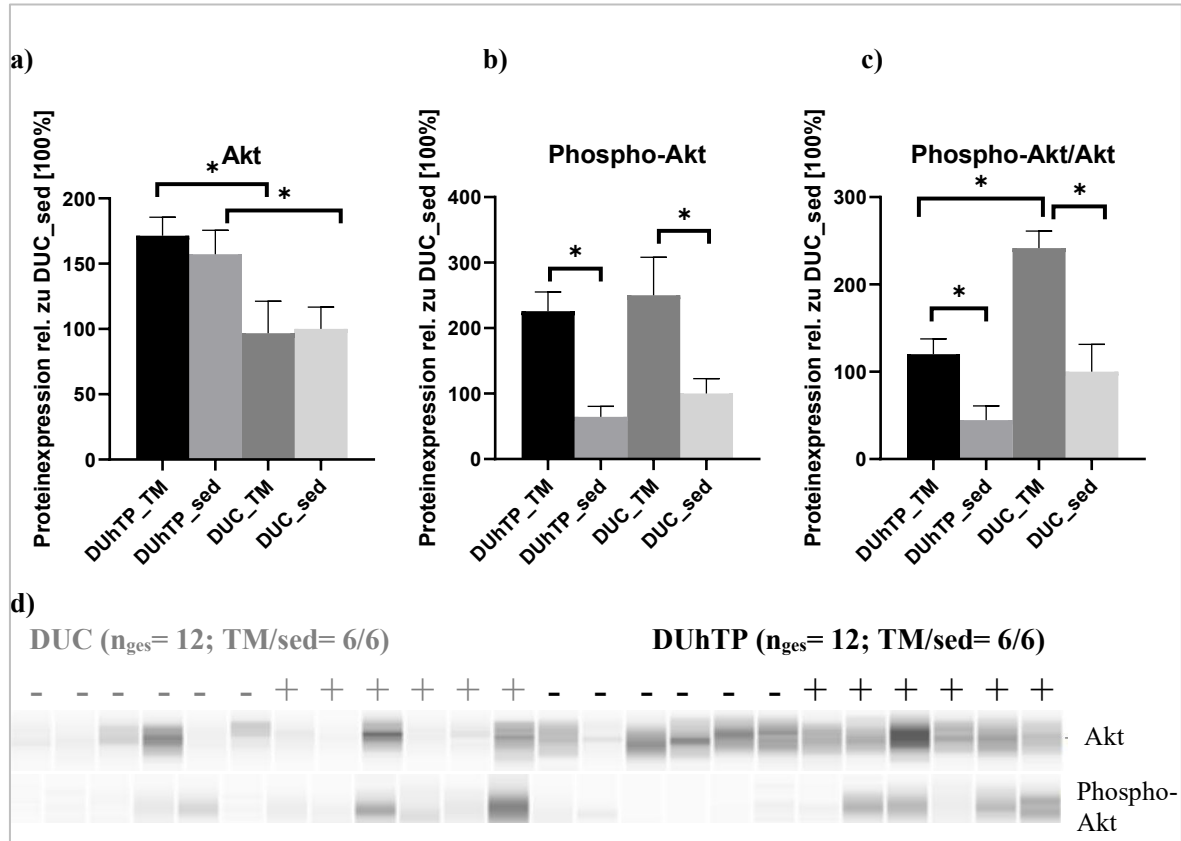 a)
b)
c)
Proteinexpression rel. zu DUC_sed [100%]
Akt
*
*
200
150
100
50
0
DUhTP_TM
DUhTP_sed
DUC_TM
DUC_sed
Proteinexpression rel. zu DUC_sed [100%]
Phospho-Akt
*
*
400
300
200
100
0
DUhTP_TM
DUhTP_sed
DUC_TM
DUC_sed
Proteinexpression rel. zu DUC_sed [100%]
Phospho-Akt/Akt
*
*
*
300
200
100
0
DUhTP_TM
DUhTP_sed
DUC_TM
DUC_sed
d)
DUC (nges= 12; TM/sed= 6/6)
DUhTP (nges= 12; TM/sed= 6/6)
- - - - - - + + + + + + - - - - - - + + + + + +
Akt
Phospho-
Akt